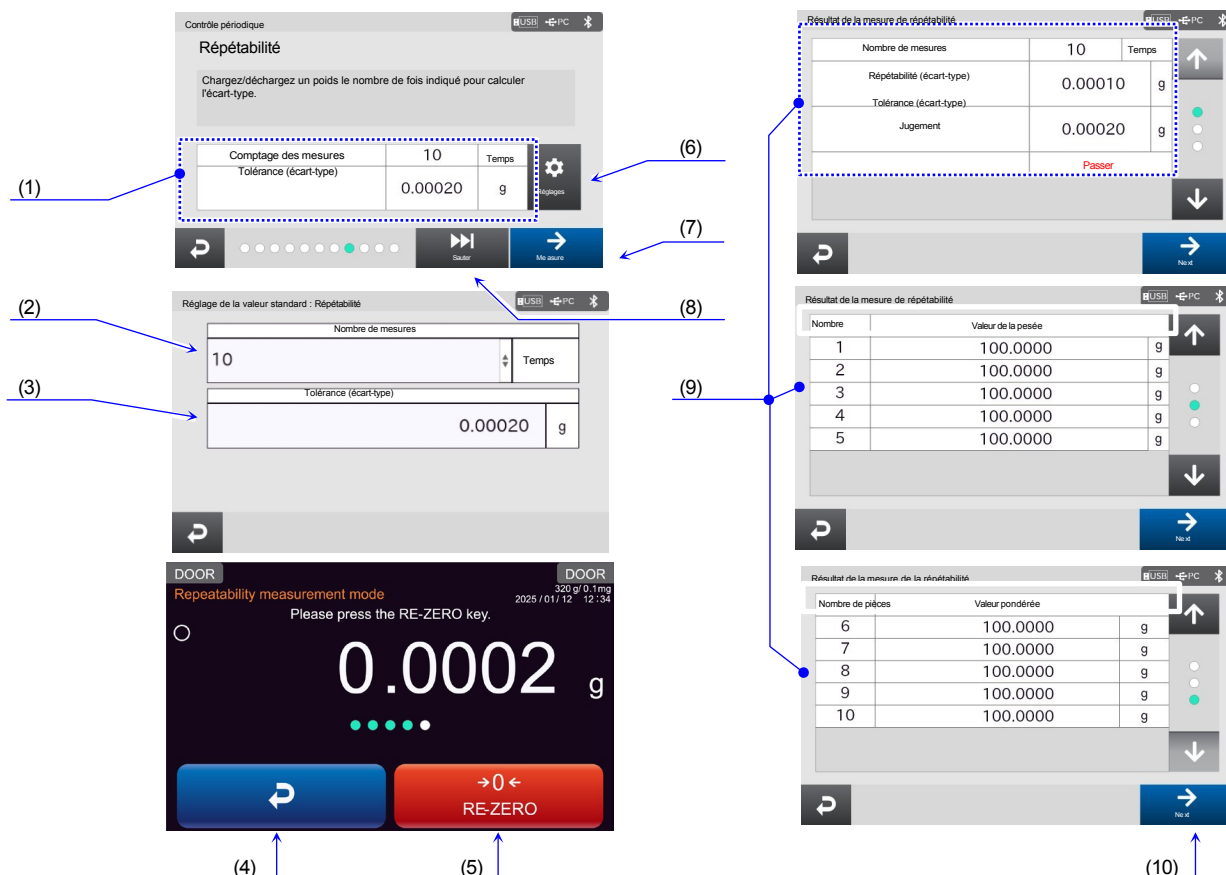 Contrôle périodique
USB PC
Répétabilité
Chargez/déchargez un poids le nombre de fois indiqué pour calculer
l'écart-type.
Comptage des mesures 10 Temps
Tolérance (écart-type)
0.00020 g
Réglages
Sauter
Me asure
(1)
(6)
(7)
(8)
Réglage de la valeur standard : Répétabilité
USB PC
(2)
Nombre de mesures
10 Temps
(3)
Tolérance (écart-type)
0.00020 g
DOOR DOOR
Repeatability measurement mode
320 g/ 0.1mg
2025 / 01 / 12 12:34
Please press the RE-ZERO key.
0.0002 g
→0←
RE-ZERO
(4) (5)
Résultat de la mesure de répétabilité
USB PC
Nombre de mesures 10 Temps
Répétabilité (écart-type)
0.00010 g
Tolérance (écart-type)
Jugement
0.00020 g
Passer
Next
(9)
Résultat de la mesure de répétabilité
USB PC
Nombre Valeur de la pesée
1 100.0000 g
2 100.0000 g
3 100.0000 g
4 100.0000 g
5 100.0000 g
Next
Résultat de la mesure de la répétabilité
USB PC
Nombre de pièces Valeur pondérée
6 100.0000 g
7 100.0000 g
8 100.0000 g
9 100.0000 g
10 100.0000 g
Next
(10)